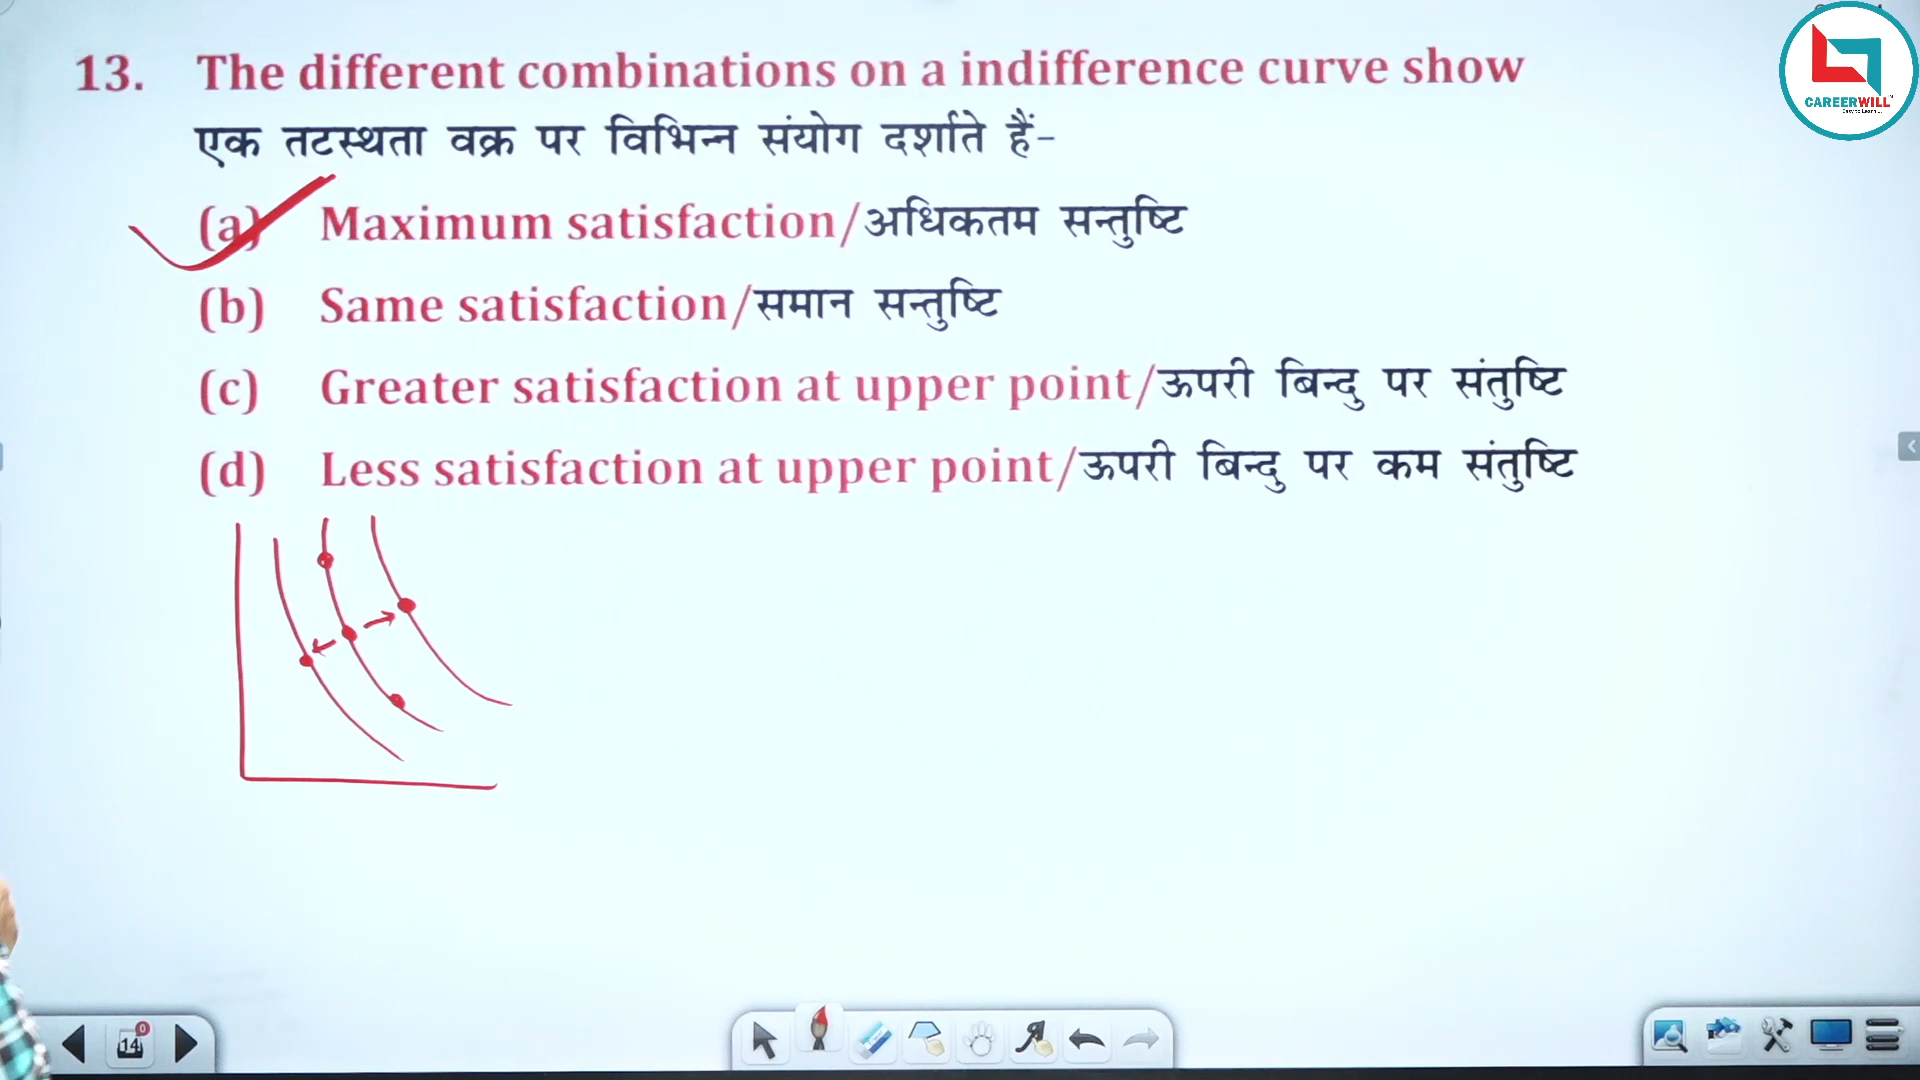 13. The different combinations on a indifference curve show
एक तटस्थता वक्र पर विभिन्न संयोग दर्शाते हैं-
(a) Maximum satisfaction/अधिकतम सन्तुष्टि
(b) Same satisfaction/समान सन्तुष्टि
(c) Greater satisfaction at upper point/ऊपरी बिन्दु पर संतुष्टि
(d) Less satisfaction at upper point/ऊपरी बिन्दु पर कम संतुष्टि
CAREERWILL
14
0